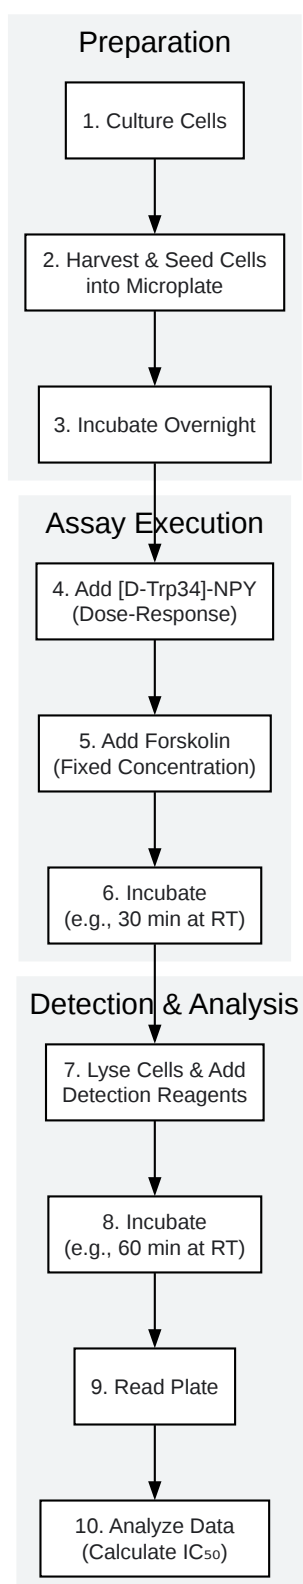 Preparation
1. Culture Cells
2. Harvest & Seed Cells
into Microplate
3. Incubate Overnight
Assay Execution
4. Add [D-Trp34]-NPY
(Dose-Response)
5. Add Forskolin
(Fixed Concentration)
6. Incubate
(e.g., 30 min at RT)
Detection & Analysis
7. Lyse Cells & Add
Detection Reagents
8. Incubate
(e.g., 60 min at RT)
9. Read Plate
10. Analyze Data
(Calculate IC₅₀)